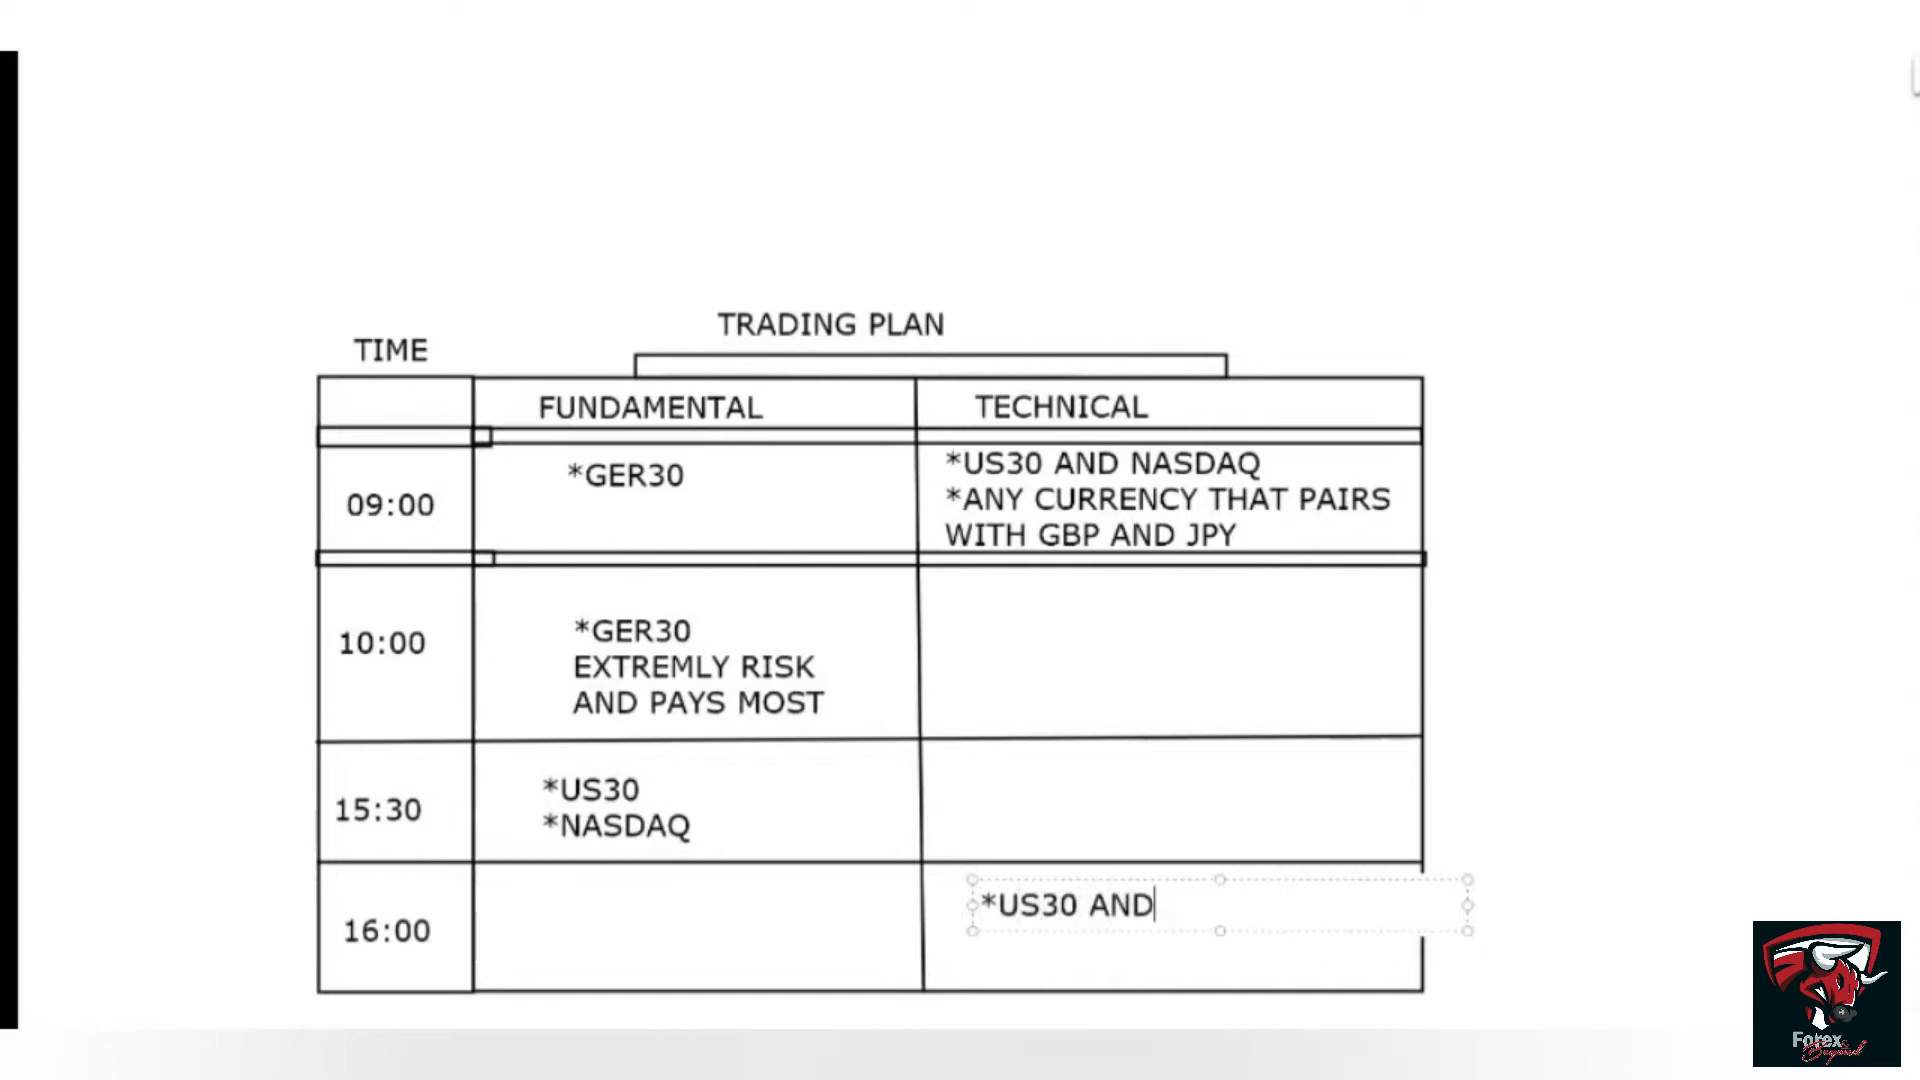 TRADING PLAN
TIME
FUNDAMENTAL
TECHNICAL
09:00
*GER30
*US30 AND NASDAQ
*ANY CURRENCY THAT PAIRS
WITH GBP AND JPY
10:00
*GER30
EXTREMLY RISK
AND PAYS MOST
15:30
*US30
*NASDAQ
16:00
*US30 AND
Forex&
Beyond